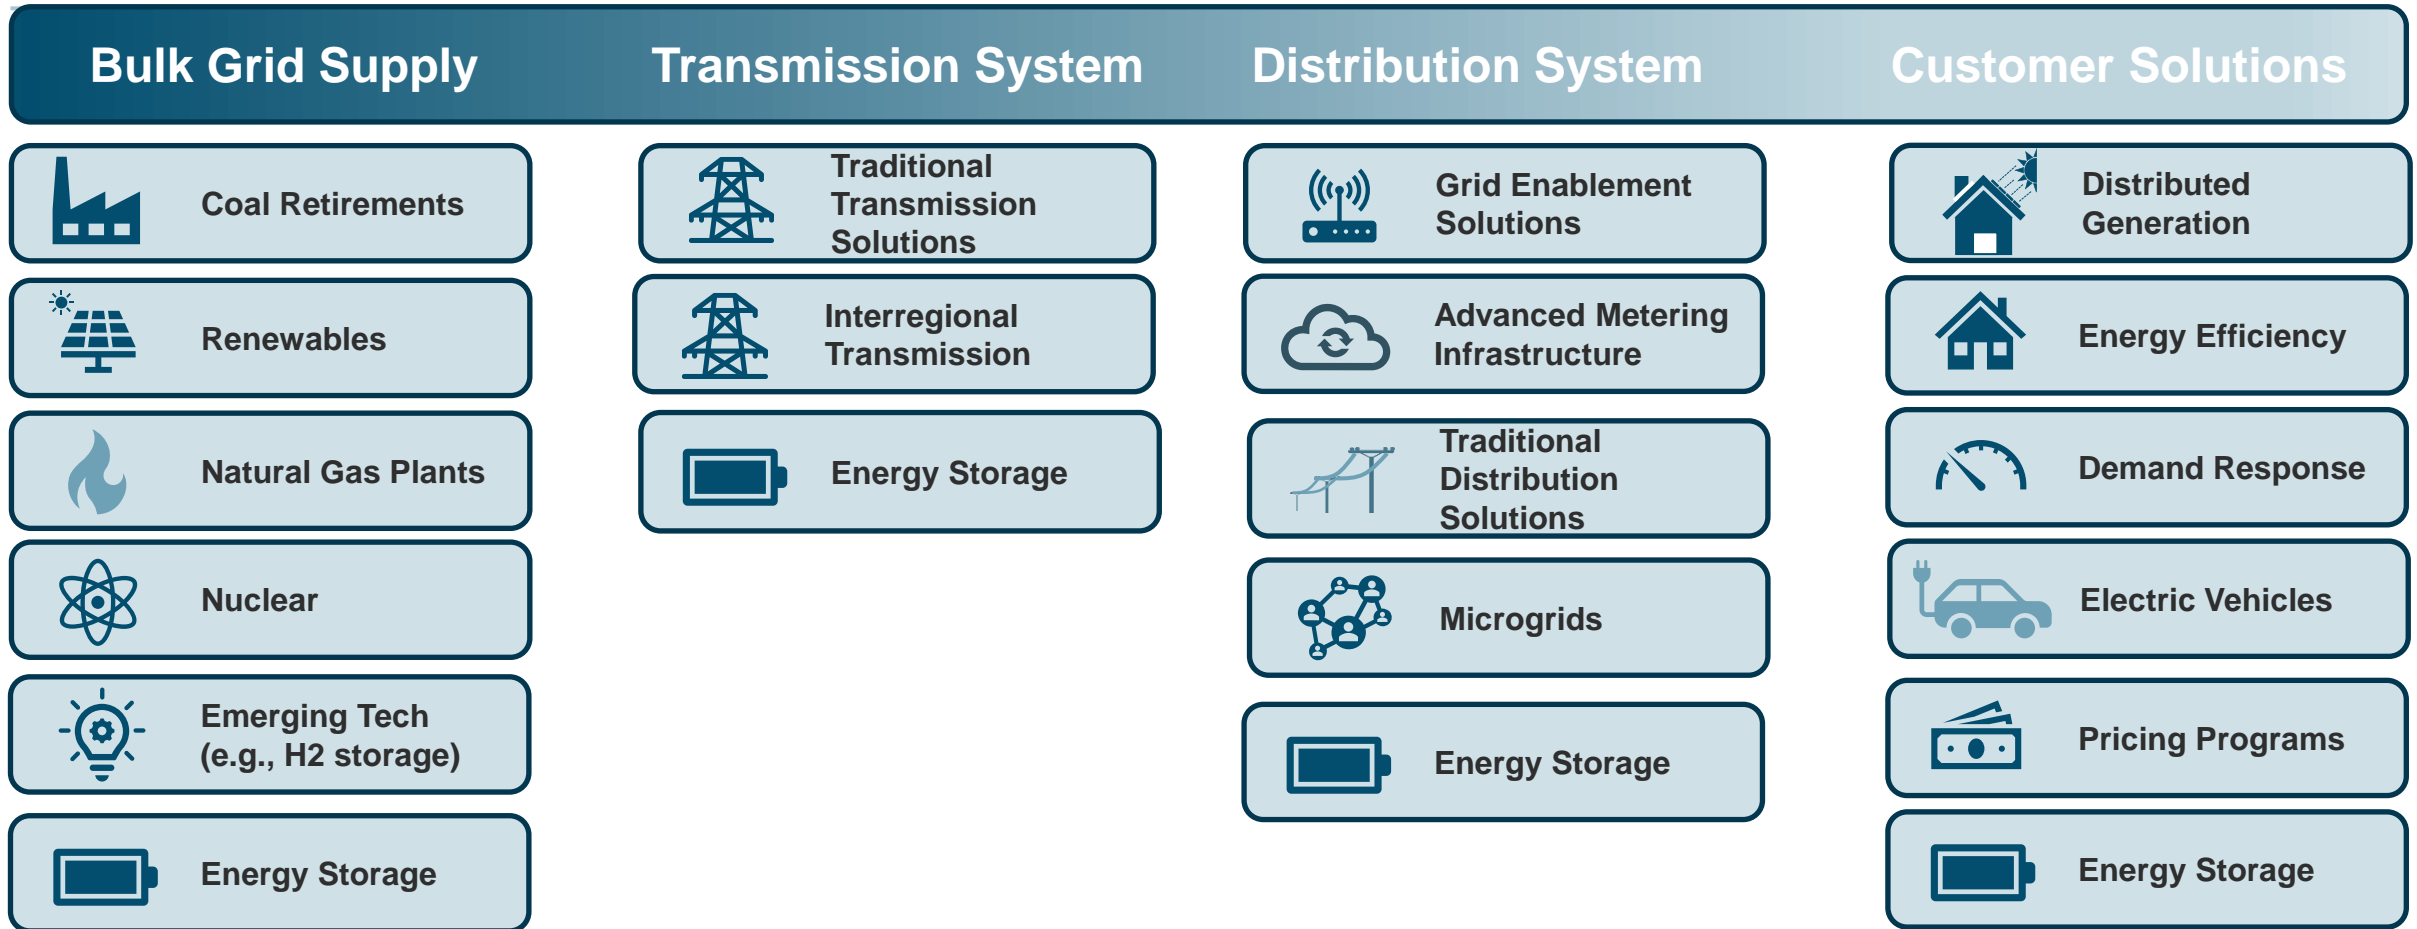 Bulk Grid Supply
Transmission System
Distribution System
Customer Solutions
Coal Retirements
Renewables
Natural Gas Plants
Nuclear
Emerging Tech
(e.g., H2 storage)
Energy Storage
Traditional
Transmission
Solutions
Interregional
Transmission
Energy Storage
Grid Enablement
Solutions
Advanced Metering
Infrastructure
Traditional
Distribution
Solutions
Microgrids
Energy Storage
Distributed
Generation
Energy Efficiency
Demand Response
Electric Vehicles
Pricing Programs
Energy Storage